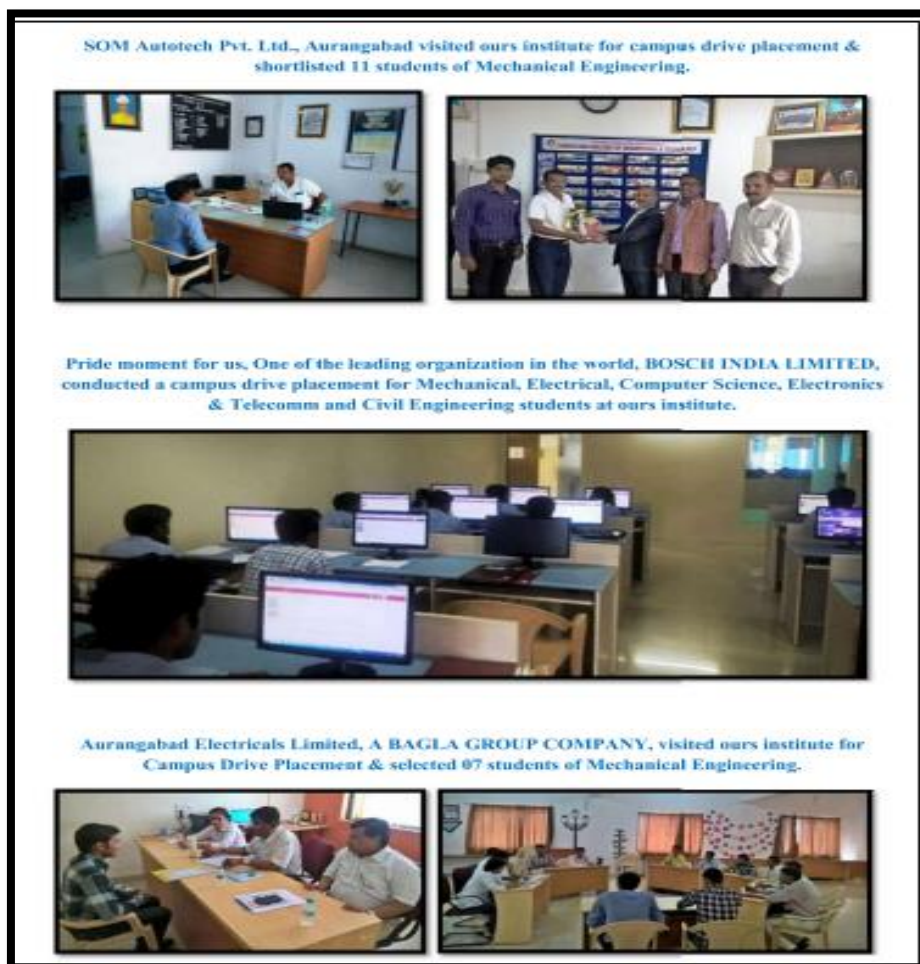 SOM Autotech Pvt. Ltd., Aurangabad visited ours institute for campus drive placement &
shortlisted 11 students of Mechanical Engineering.
Pride moment for us, One of the leading organization in the world, BOSCH INDIA LIMITED,
conducted a campus drive placement for Mechanical, Electrical, Computer Science, Electronics
& Telecomm and Civil Engineering students at ours institute.
Aurangabad Electricals Limited, A BAGLA GROUP COMPANY, visited ours institute for
Campus Drive Placement & selected 07 students of Mechanical Engineering.